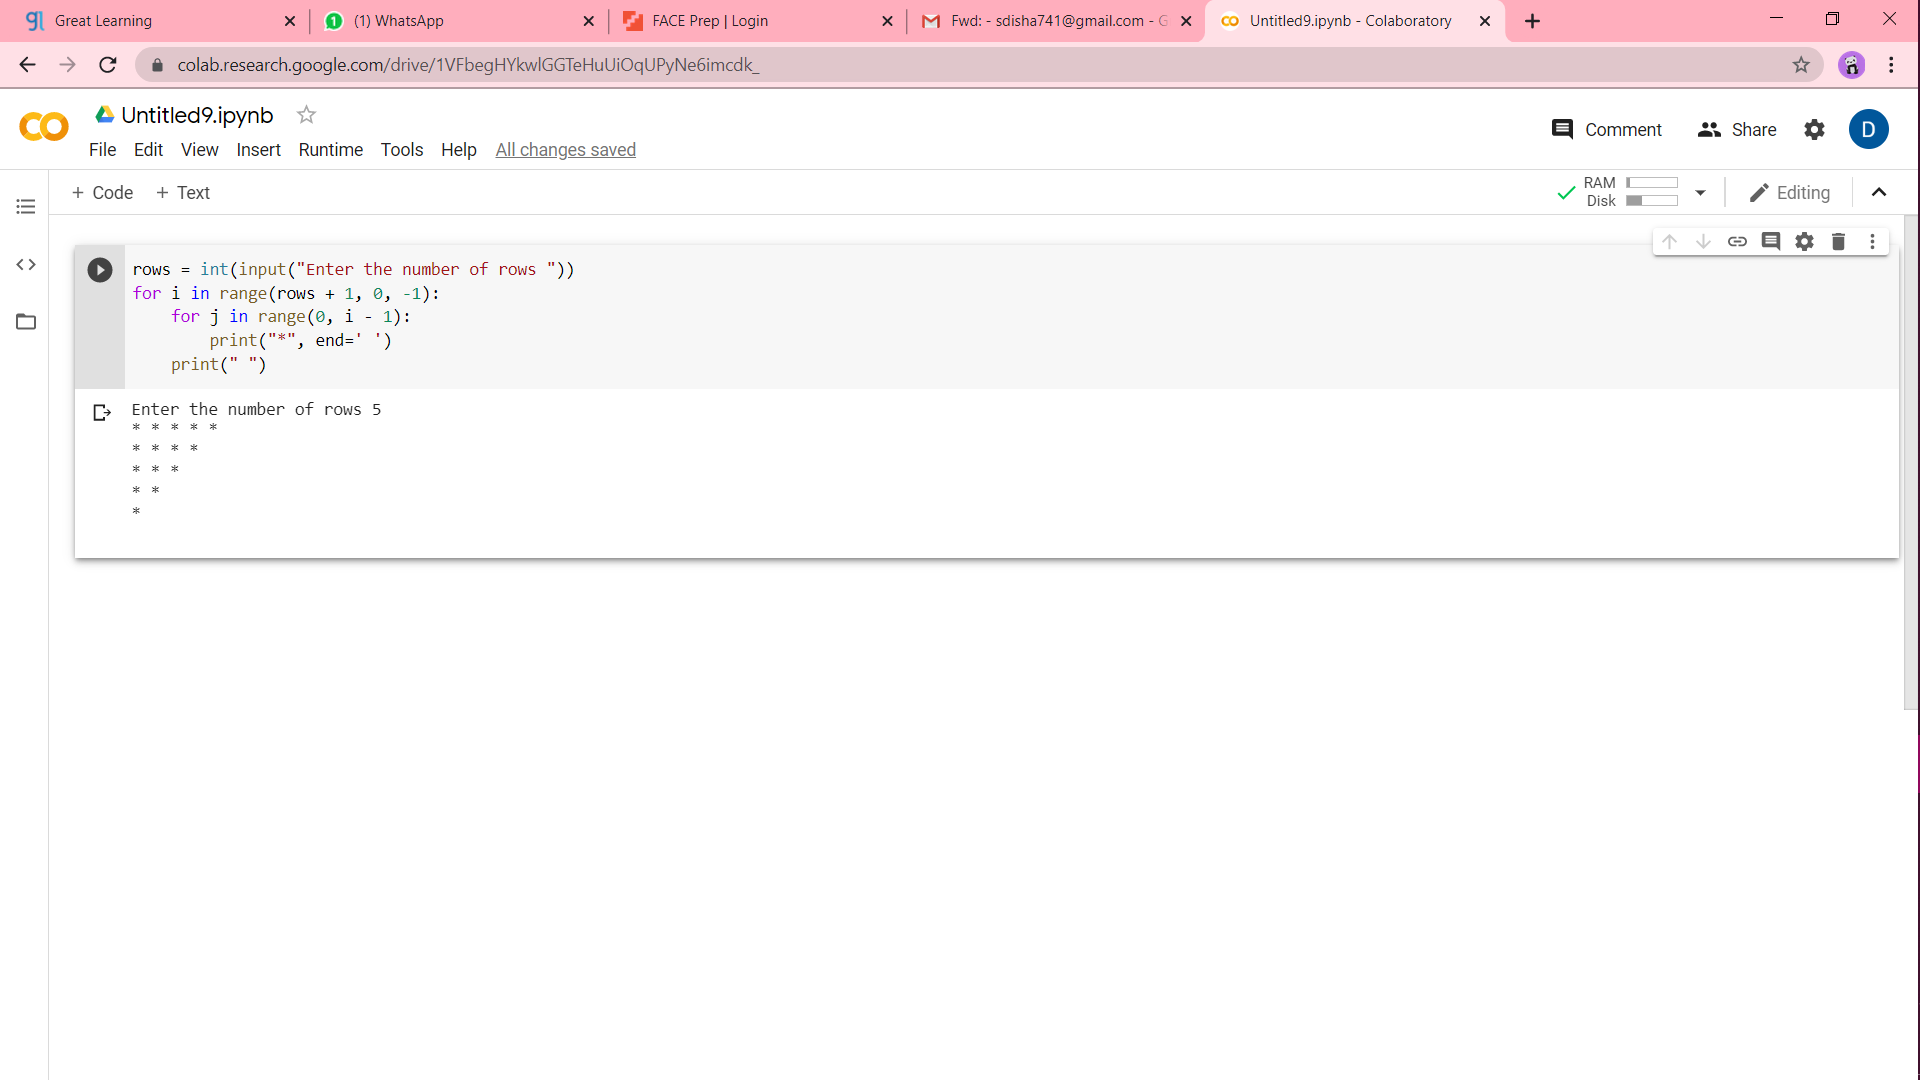 Great Learning
(1) WhatsApp
FACE Prep | Login
Fwd: - sdisha741@gmail.com - G
Untitled9.ipynb - Colaboratory
colab.research.google.com/drive/1VFbegHYkwlGGTeHuUiOqUPyNe6imcdk_
Untitled9.ipynb
File Edit View Insert Runtime Tools Help All changes saved
Comment
Share
D
+ Code + Text
RAM
Disk
Editing
rows = int(input("Enter the number of rows "))
for i in range(rows + 1, 0, -1):
    for j in range(0, i - 1):
        print("*", end=' ')
    print(" ")
Enter the number of rows 5
* * * * *
* * * *
* * *
* *
*